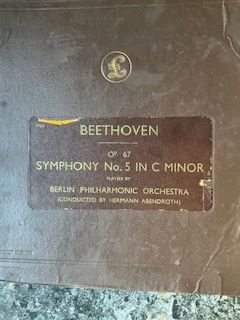 £
BEETHOVEN
OP 67
SYMPHONY No. 5 IN C MINOR
PLAYED BY
BERLIN PHILHARMONIC ORCHESTRA
(CONDUCTED BY HERMANN ABENDROTH)